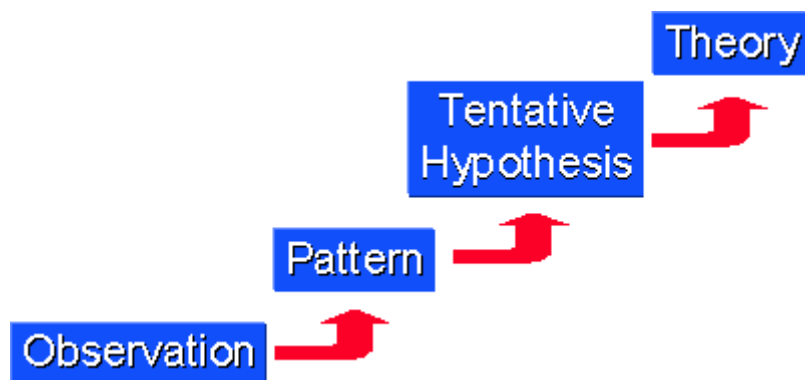 Theory
Tentative
Hypothesis
Pattern
Observation